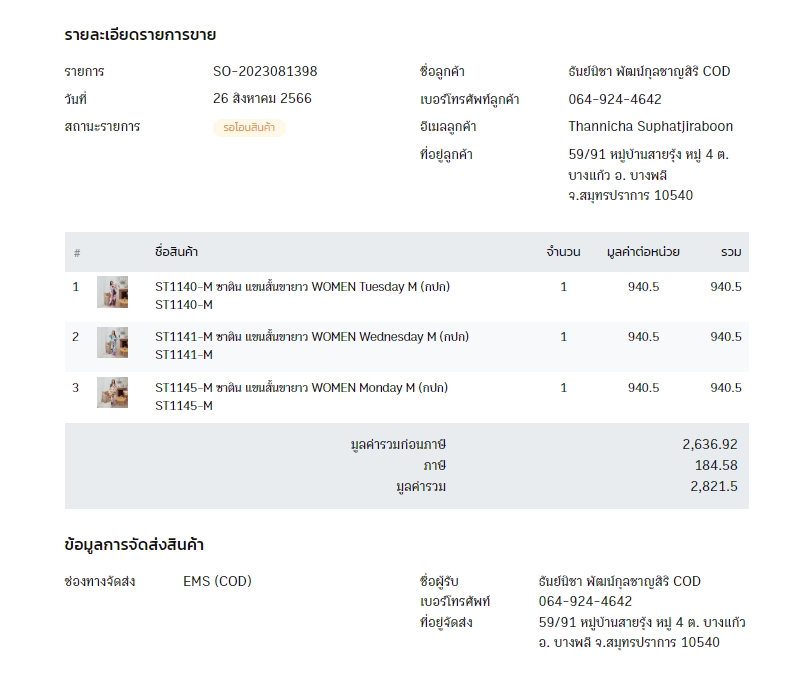 รายละเอียดรายการขาย
รายการ SO-2023081398
วันที่ 26 สิงหาคม 2566
สถานะรายการ รอโอนสินค้า
ชื่อลูกค้า ธันย์นิชา พัฒน์กุลชาญสิริ COD
เบอร์โทรศัพท์ลูกค้า 064-924-4642
อีเมลลูกค้า Thannicha Suphatjiraboon
ที่อยู่ลูกค้า 59/91 หมู่บ้านสายรุ้ง หมู่ 4 ต.
บางแก้ว อ. บางพลี
จ.สมุทรปราการ 10540
# ชื่อสินค้า จำนวน มูลค่าต่อหน่วย รวม
1 ST1140-M ซาติน แขนสั้นขายาว WOMEN Tuesday M (กปก) 1 940.5 940.5
ST1140-M
2 ST1141-M ซาติน แขนสั้นขายาว WOMEN Wednesday M (กปก) 1 940.5 940.5
ST1141-M
3 ST1145-M ซาติน แขนสั้นขายาว WOMEN Monday M (กปก) 1 940.5 940.5
ST1145-M
มูลค่ารวมก่อนภาษี 2,636.92
ภาษี 184.58
มูลค่ารวม 2,821.5
ข้อมูลการจัดส่งสินค้า
ช่องทางจัดส่ง EMS (COD)
ชื่อผู้รับ ธันย์นิชา พัฒน์กุลชาญสิริ COD
เบอร์โทรศัพท์ 064-924-4642
ที่อยู่จัดส่ง 59/91 หมู่บ้านสายรุ้ง หมู่ 4 ต. บางแก้ว
อ. บางพลี จ.สมุทรปราการ 10540